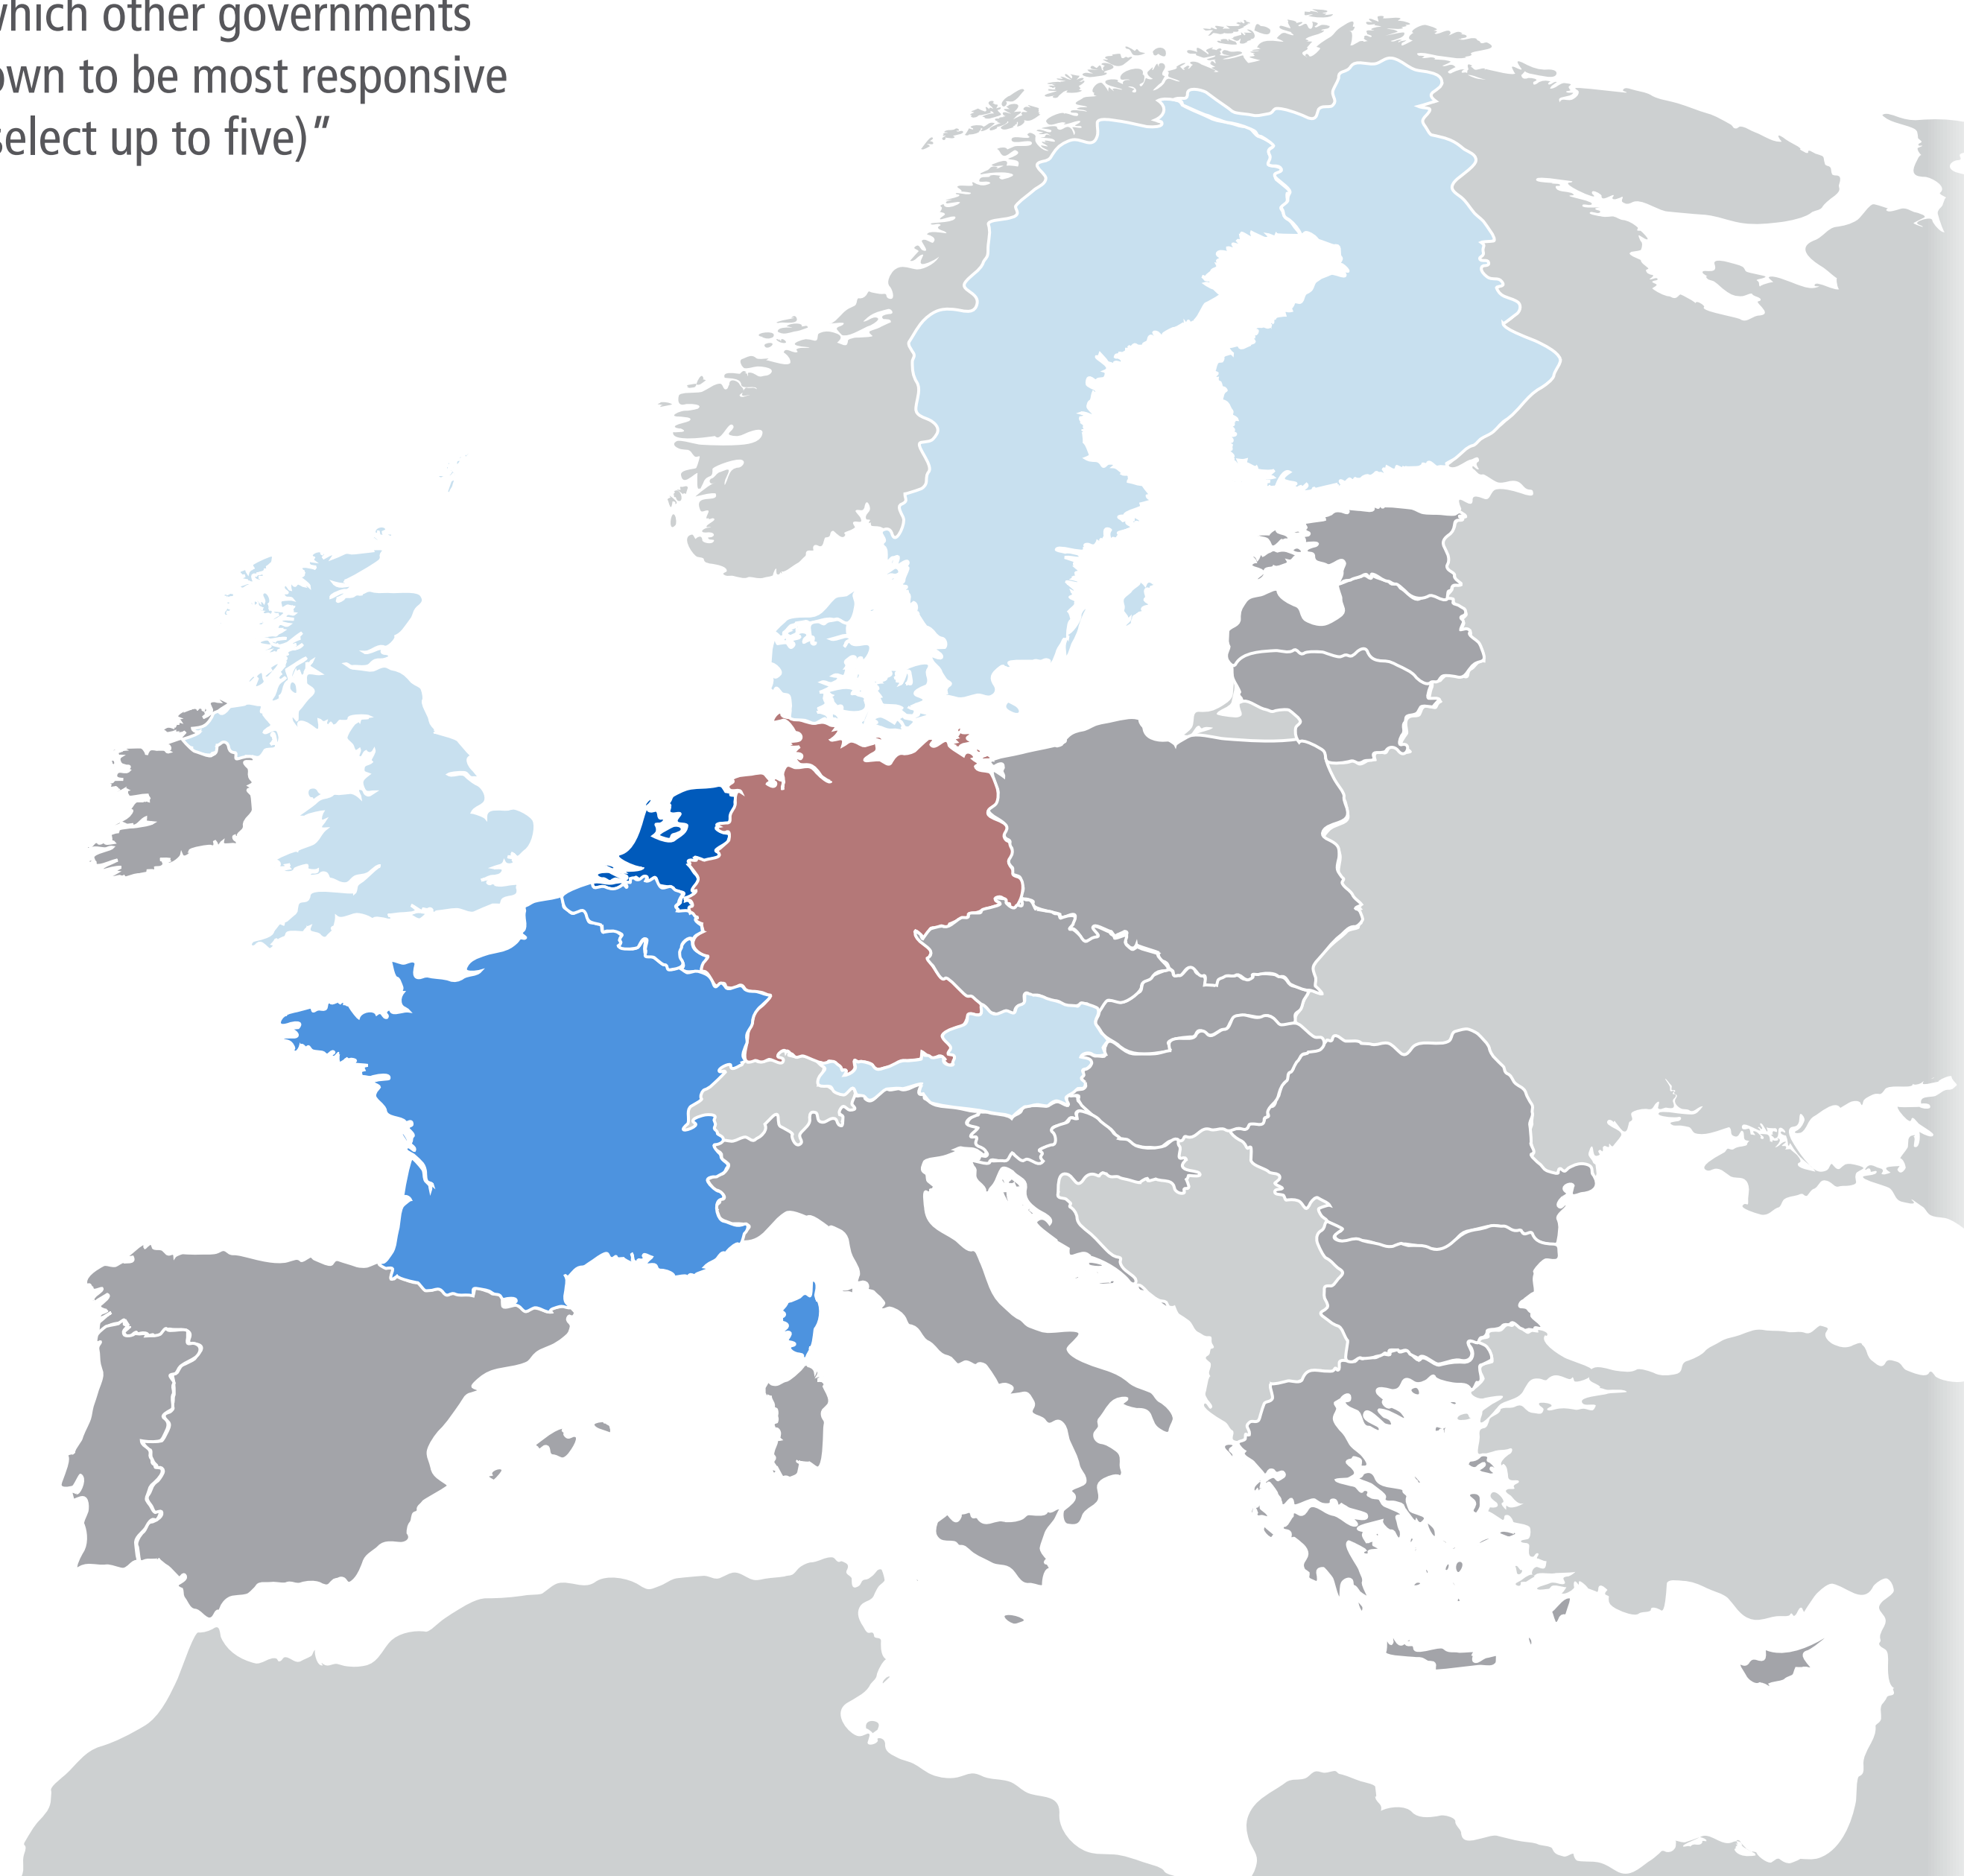 which other governments
own to be most responsive
select up to five)”